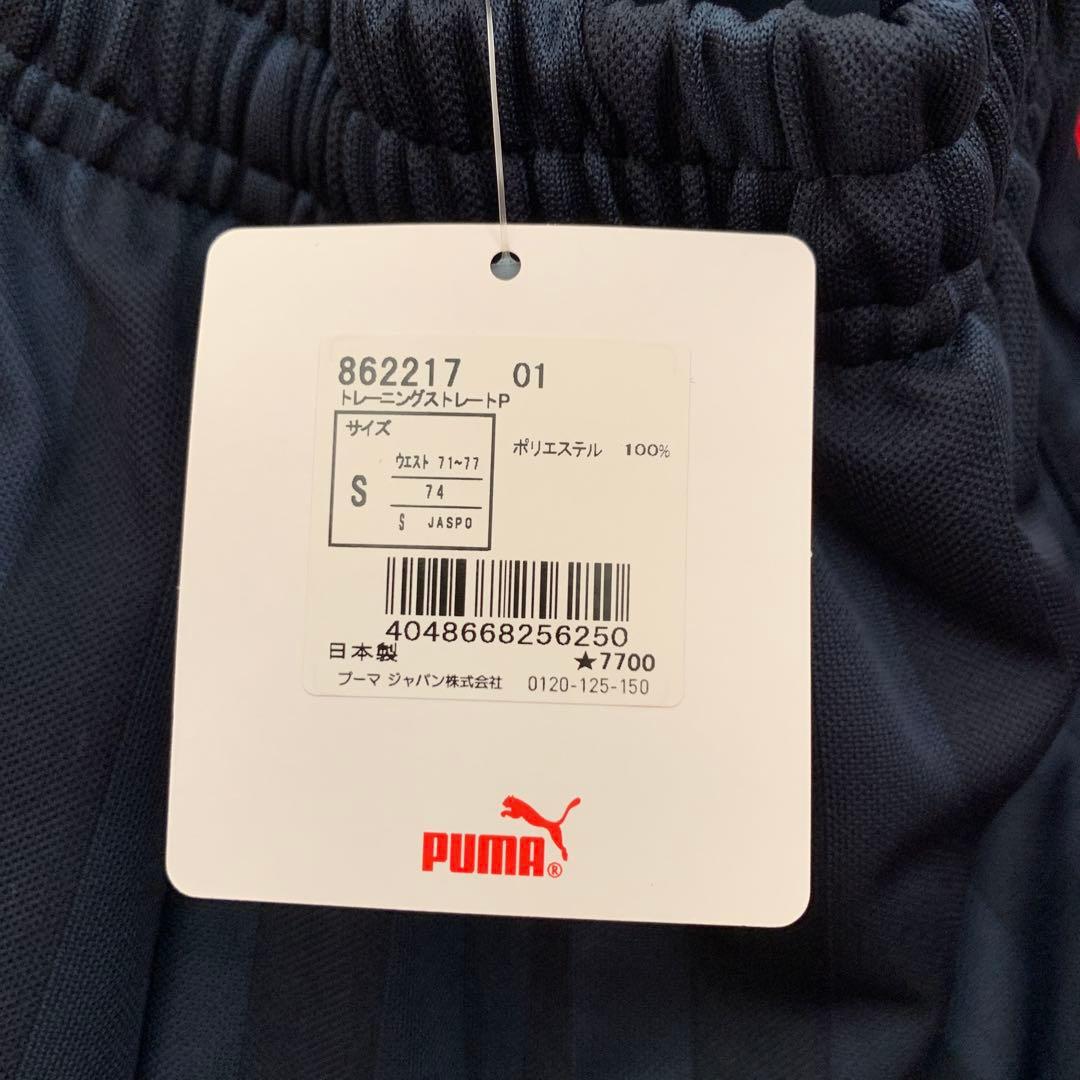 862217 01
トレーニングストレートP
サイズ
ポリエステル 100%
S ウエスト 71~77
74
S JASPO
4048668256250
日本製 ★7700
プーマ ジャパン株式会社 0120-125-150
PUMA®